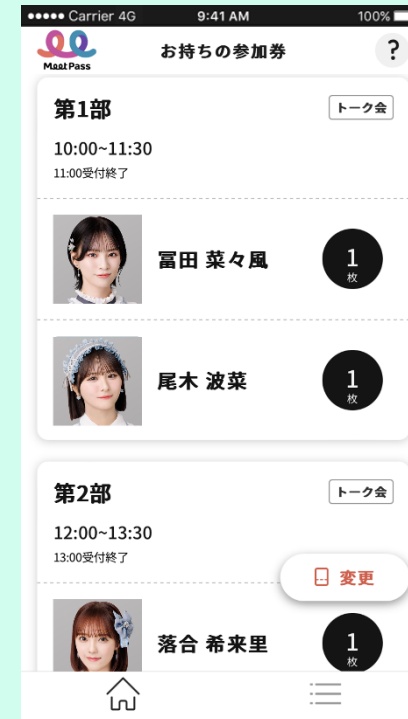 Carrier 4G 9:41 AM 100%
Meet Pass
お持ちの参加券
?
第1部
トーク会
10:00~11:30
11:00受付終了
冨田 菜々風
1
枚
尾木 波菜
1
枚
第2部
トーク会
12:00~13:30
13:00受付終了
変更
落合 希来里
1
枚